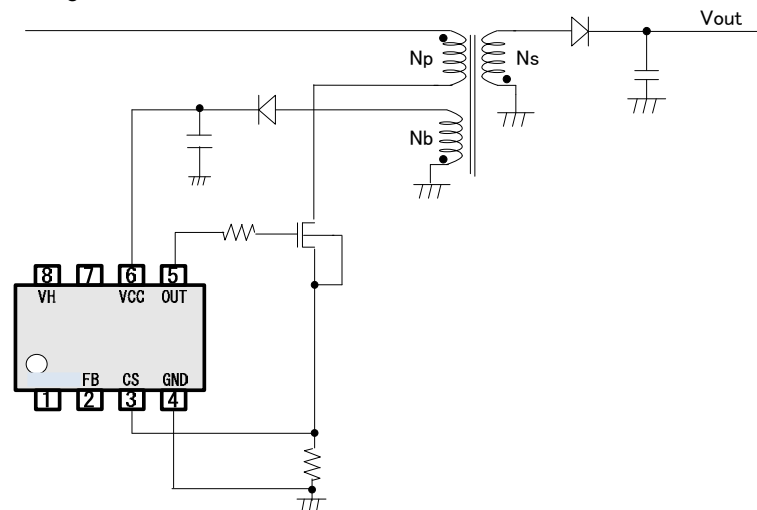 Vout
Np
Ns
Nb
8 7 6 5
VH VCC OUT
FB CS GND
1 2 3 4